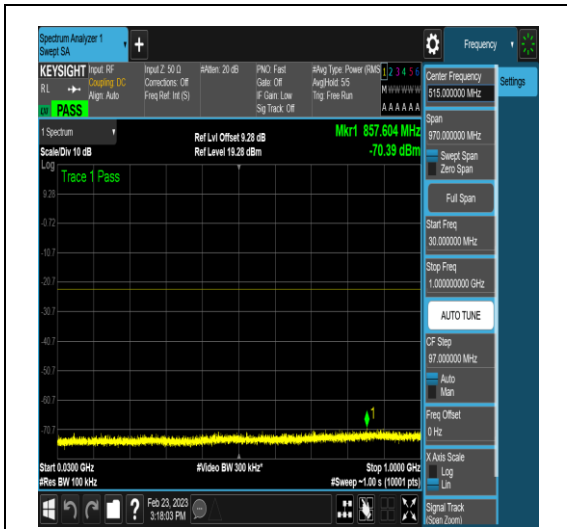 Spectrum Analyzer 1
Swept SA
+
Frequency
KEYSIGHT
RL
LXI
PASS
Input: RF
Coupling: DC
Align: Auto
Input Z: 50 Ω
Corrections: Off
Freq Ref: Int (S)
#Atten: 20 dB
PNO: Fast
Gate: Off
IF Gain: Low
Sig Track: Off
#Avg Type: Power (RMS
Avg|Hold: 5/5
Trig: Free Run
1 2 3 4 5 6
M W W W W W
A A A A A A
Center Frequency
515.000000 MHz
Settings
Span
970.000000 MHz
Swept Span
Zero Span
Full Span
Start Freq
30.000000 MHz
Stop Freq
1.000000000 GHz
AUTO TUNE
CF Step
97.000000 MHz
Auto
Man
Freq Offset
0 Hz
X Axis Scale
Log
Lin
Signal Track
(Span Zoom)
1 Spectrum
Scale/Div 10 dB
Ref Lvl Offset 9.28 dB
Ref Level 19.28 dBm
Mkr1 857.604 MHz
-70.39 dBm
Log
Trace 1 Pass
9.28
-0.72
-10.7
-20.7
-30.7
-40.7
-50.7
-60.7
-70.7
1
Start 0.0300 GHz
#Res BW 100 kHz
#Video BW 300 kHz*
Stop 1.0000 GHz
#Sweep ~1.00 s (10001 pts)
?
Feb 23, 2023
3:18:03 PM